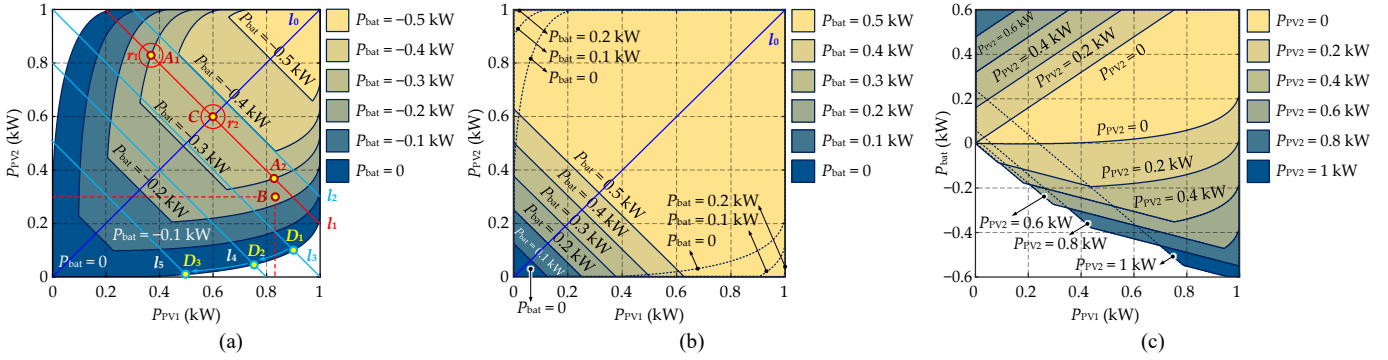 1
0.8
0.6
0.4
0.2
0
P_PV2 (kW)
0 0.2 0.4 0.6 0.8 1
P_PV1 (kW)
l0
r1
A1
P_bat = −0.5 kW
P_bat = −0.4 kW
C
r2
P_bat = −0.3 kW
A2
B
P_bat = −0.2 kW
l2
l1
P_bat = −0.1 kW
D1
P_bat = 0
l5
D3
l4
D2
l3
P_bat = −0.5 kW
P_bat = −0.4 kW
P_bat = −0.3 kW
P_bat = −0.2 kW
P_bat = −0.1 kW
P_bat = 0
(a)
1
0.8
0.6
0.4
0.2
0
P_PV2 (kW)
0 0.2 0.4 0.6 0.8 1
P_PV1 (kW)
P_bat = 0.2 kW
P_bat = 0.1 kW
P_bat = 0
l0
P_bat = 0.5 kW
P_bat = 0.4 kW
P_bat = 0.3 kW
P_bat = 0.2 kW
P_bat = 0.1 kW
P_bat = 0.2 kW
P_bat = 0.1 kW
P_bat = 0
P_bat = 0
P_bat = 0.5 kW
P_bat = 0.4 kW
P_bat = 0.3 kW
P_bat = 0.2 kW
P_bat = 0.1 kW
P_bat = 0
(b)
0.6
0.4
0.2
0
−0.2
−0.4
−0.6
P_bat (kW)
0 0.2 0.4 0.6 0.8 1
P_PV1 (kW)
P_PV2 = 0.6 kW
P_PV2 = 0.4 kW
P_PV2 = 0.2 kW
P_PV2 = 0
P_PV2 = 0
P_PV2 = 0.2 kW
P_PV2 = 0.4 kW
P_PV2 = 0.6 kW
P_PV2 = 0.8 kW
P_PV2 = 1 kW
P_PV2 = 0
P_PV2 = 0.2 kW
P_PV2 = 0.4 kW
P_PV2 = 0.6 kW
P_PV2 = 0.8 kW
P_PV2 = 1 kW
(c)